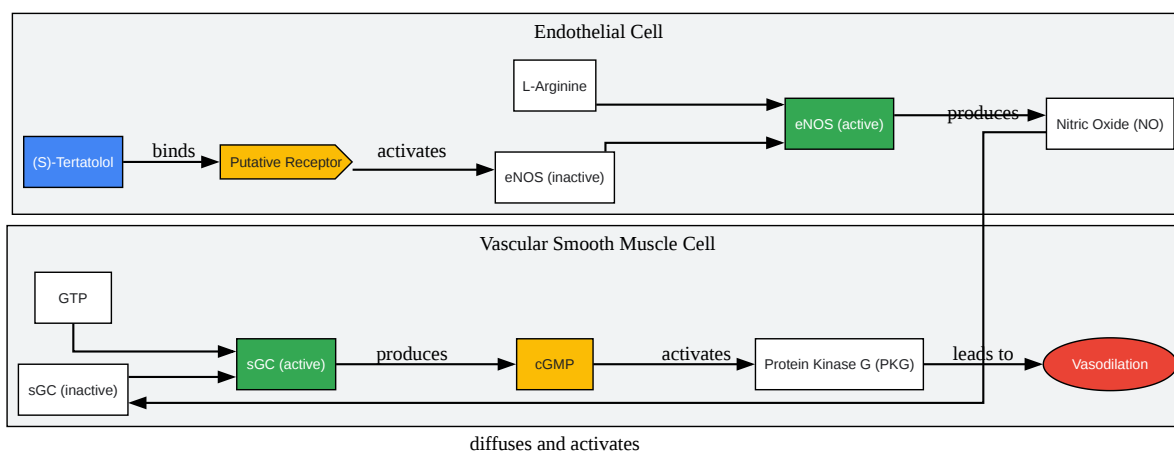 Endothelial Cell
L-Arginine
eNOS (active)
produces
Nitric Oxide (NO)
(S)-Tertatolol
binds
Putative Receptor
activates
eNOS (inactive)
Vascular Smooth Muscle Cell
GTP
sGC (active)
produces
cGMP
activates
Protein Kinase G (PKG)
leads to
Vasodilation
sGC (inactive)
diffuses and activates